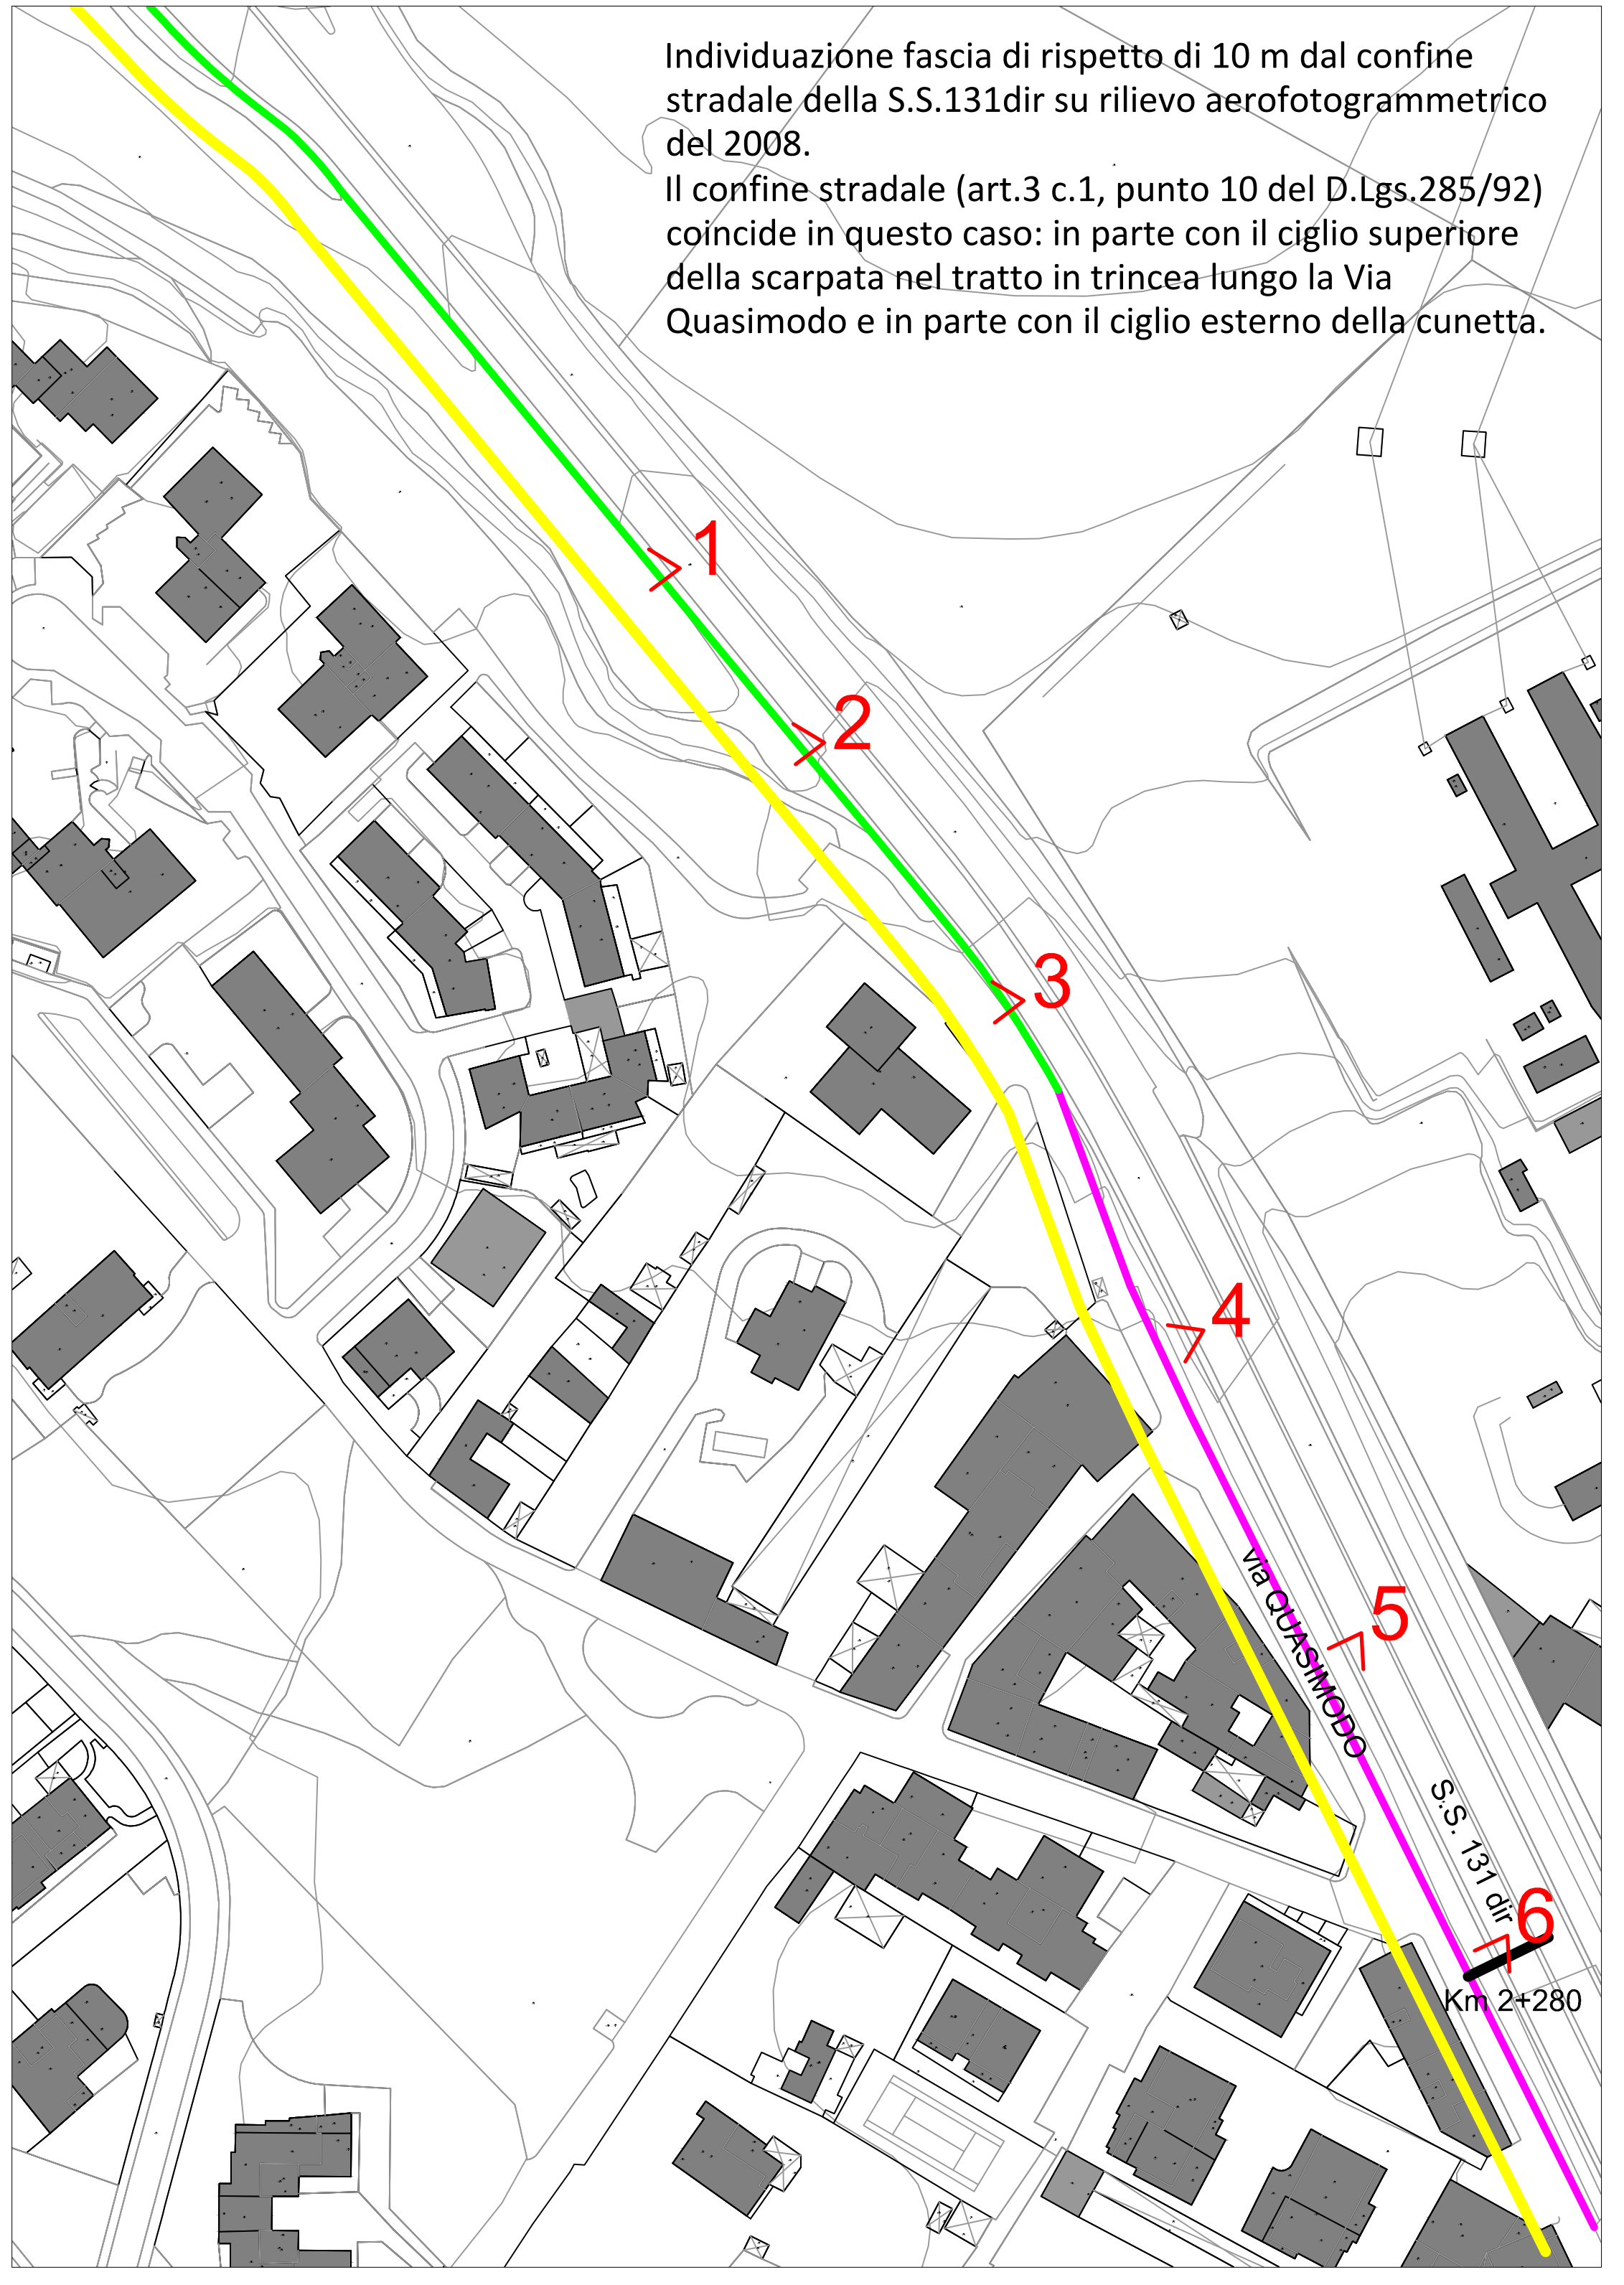 Individuazione fascia di rispetto di 10 m dal confine
stradale della S.S.131dir su rilievo aerofotogrammetrico
del 2008.
Il confine stradale (art.3 c.1, punto 10 del D.Lgs.285/92)
coincide in questo caso: in parte con il ciglio superiore
della scarpata nel tratto in trincea lungo la Via
Quasimodo e in parte con il ciglio esterno della cunetta.
1
2
3
4
via QUASIMODO
5
S.S. 131 dir
6
Km 2+280